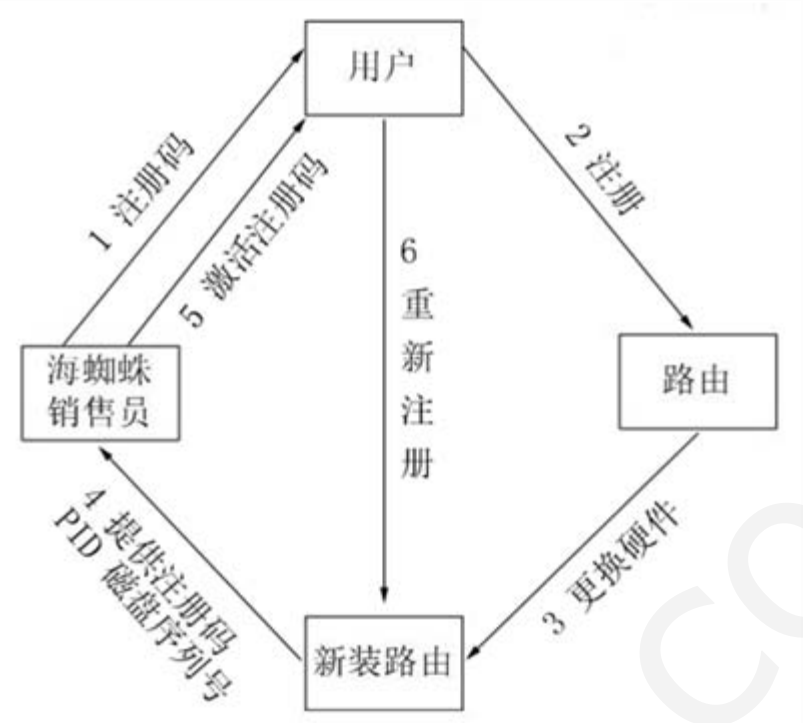 用户
1 注册码
2 注册
5 激活注册码
6
重
新
注
册
海蜘蛛
销售员
路由
4 提供注册码
PID 磁盘序列号
3 更换硬件
新装路由
CO